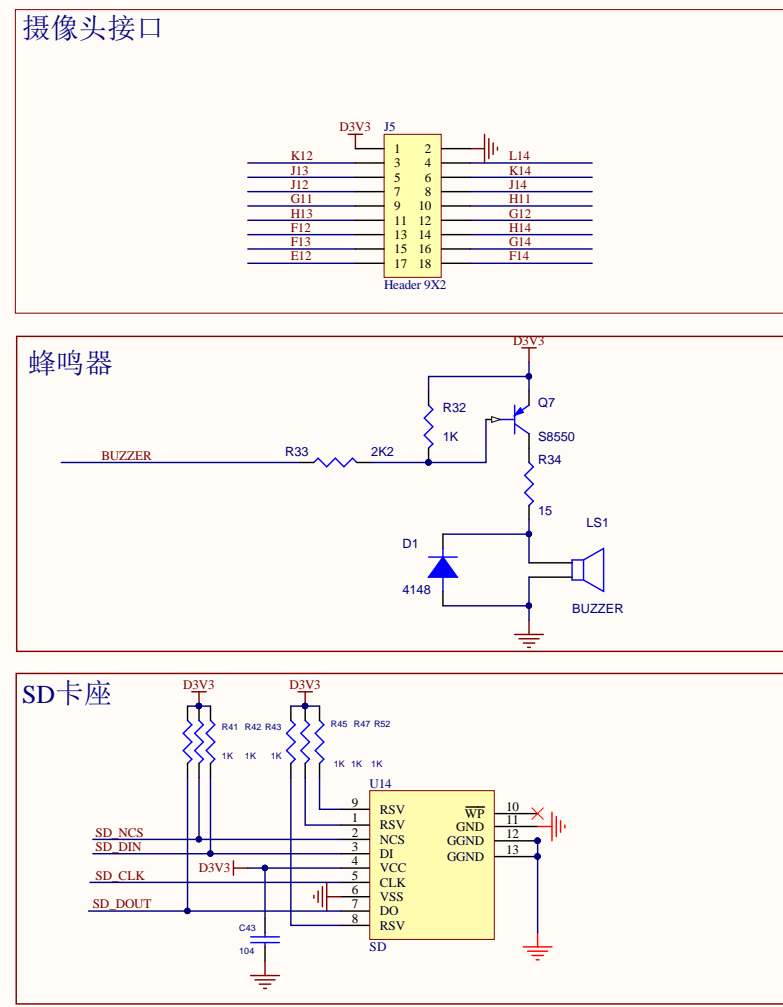 摄像头接口
D3V3 J5
1 2
K12 3 4 L14
J13 5 6 K14
J12 7 8 J14
G11 9 10 H11
H13 11 12 G12
F12 13 14 H14
F13 15 16 G14
E12 17 18 F14
Header 9X2
蜂鸣器
D3V3
R32 Q7
1K S8550
BUZZER R33 2K2 R34
15
LS1
D1
4148
BUZZER
SD卡座
D3V3 D3V3
R41 R42 R43 R45 R47 R52
1K 1K 1K 1K 1K 1K
U14
9 RSV WP 10
1 RSV GND 11
SD_NCS 2 NCS GGND 12
SD_DIN 3 DI GGND 13
D3V3 4 VCC
SD_CLK 5 CLK
6 VSS
SD_DOUT 7 DO
8 RSV
C43
104
SD